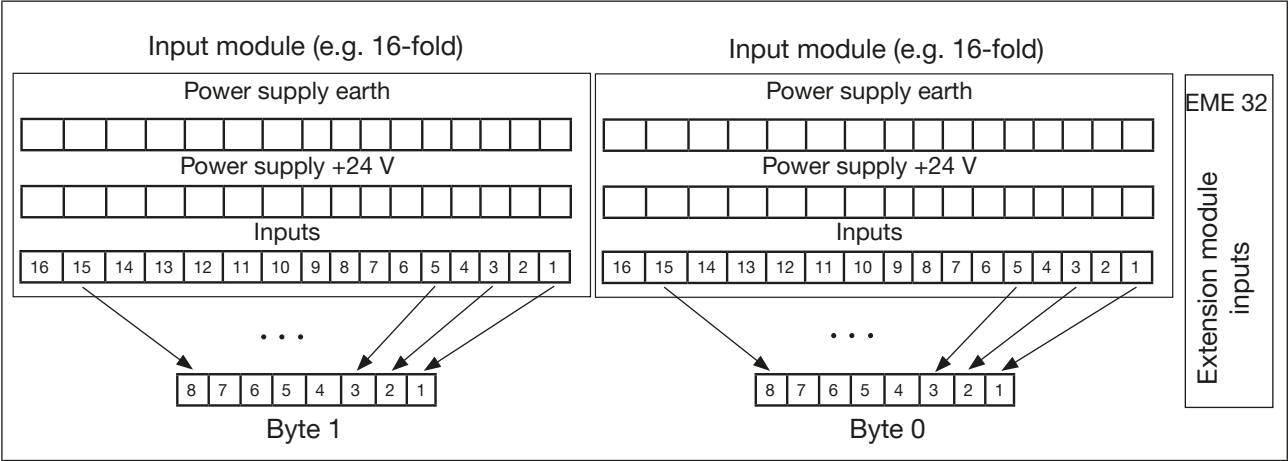 Input module (e.g. 16-fold)
Power supply earth
Power supply +24 V
Inputs
16 15 14 13 12 11 10 9 8 7 6 5 4 3 2 1
. . .
8 7 6 5 4 3 2 1
Byte 1
Input module (e.g. 16-fold)
Power supply earth
Power supply +24 V
Inputs
16 15 14 13 12 11 10 9 8 7 6 5 4 3 2 1
. . .
8 7 6 5 4 3 2 1
Byte 0
EME 32
Extension module
inputs